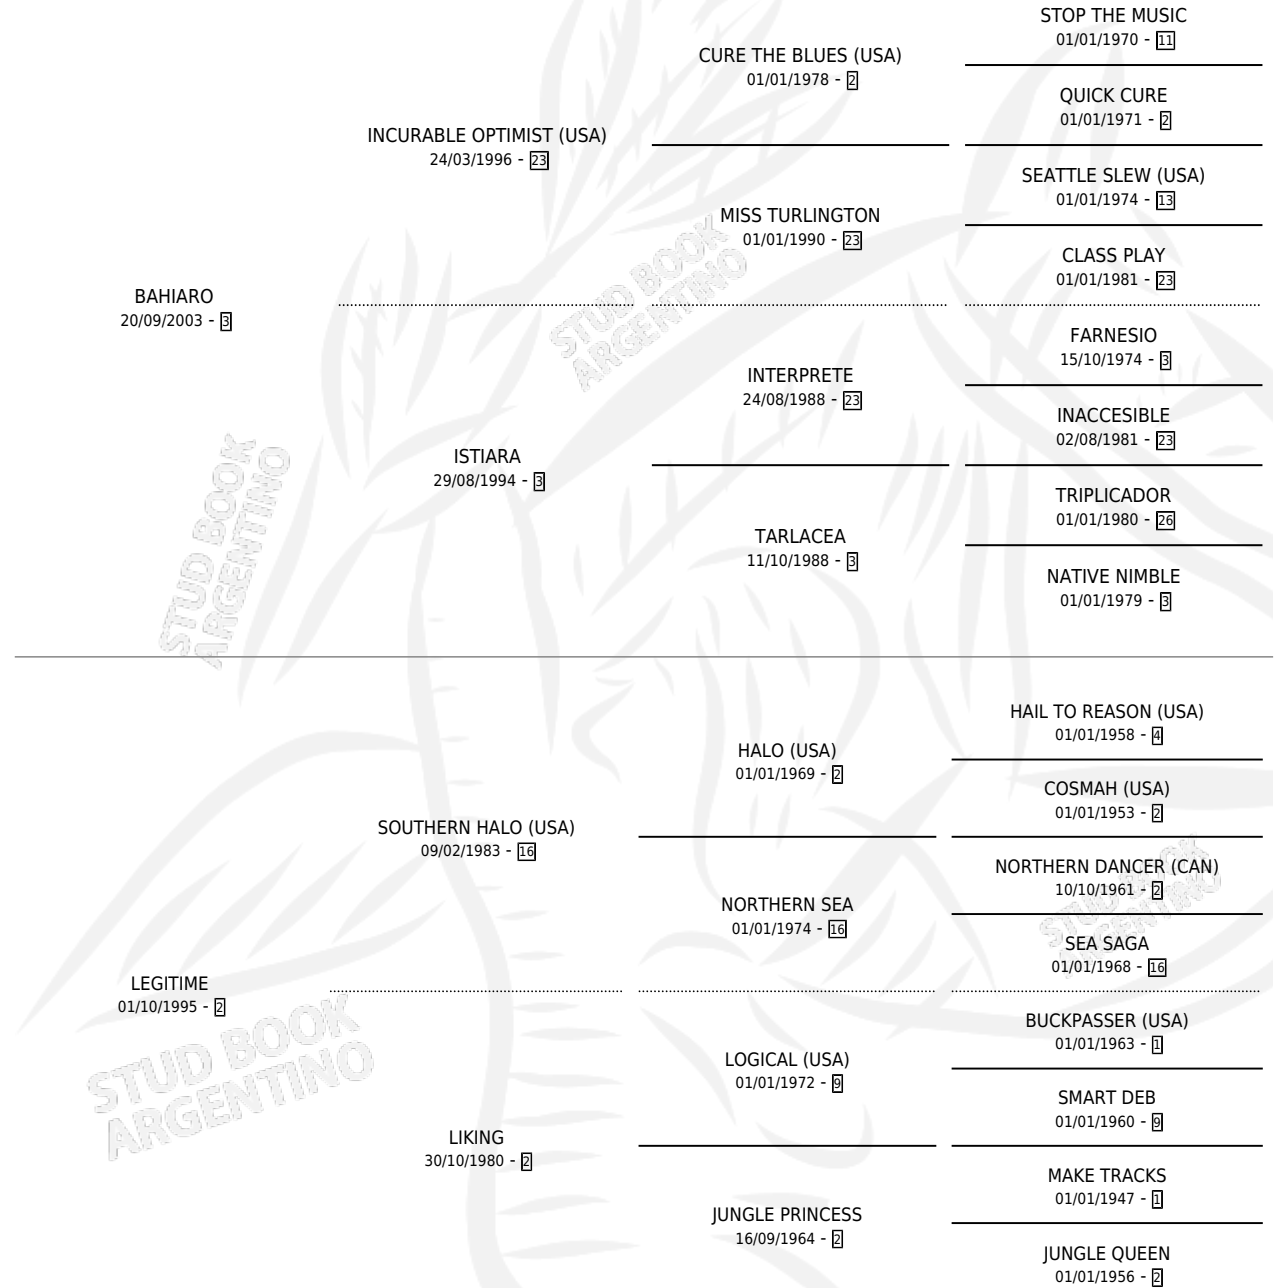 STOP THE MUSIC
01/01/1970 - 11
CURE THE BLUES (USA)
01/01/1978 - 2
QUICK CURE
01/01/1971 - 2
INCURABLE OPTIMIST (USA)
24/03/1996 - 23
SEATTLE SLEW (USA)
01/01/1974 - 13
MISS TURLINGTON
01/01/1990 - 23
CLASS PLAY
01/01/1981 - 23
BAHIARO
20/09/2003 - 3
FARNESIO
15/10/1974 - 3
INTERPRETE
24/08/1988 - 23
INACCESIBLE
02/08/1981 - 23
ISTIARA
29/08/1994 - 3
TRIPLICADOR
01/01/1980 - 26
TARLACEA
11/10/1988 - 3
NATIVE NIMBLE
01/01/1979 - 3
HAIL TO REASON (USA)
01/01/1958 - 4
HALO (USA)
01/01/1969 - 2
COSMAH (USA)
01/01/1953 - 2
SOUTHERN HALO (USA)
09/02/1983 - 16
NORTHERN DANCER (CAN)
10/10/1961 - 2
NORTHERN SEA
01/01/1974 - 16
SEA SAGA
01/01/1968 - 16
LEGITIME
01/10/1995 - 2
BUCKPASSER (USA)
01/01/1963 - 1
LOGICAL (USA)
01/01/1972 - 9
SMART DEB
01/01/1960 - 9
LIKING
30/10/1980 - 2
MAKE TRACKS
01/01/1947 - 1
JUNGLE PRINCESS
16/09/1964 - 2
JUNGLE QUEEN
01/01/1956 - 2
STUD BOOK
ARGENTINO
STUD BOOK
ARGENTINO
STUD BOOK
ARGENTINO
STUD BOOK
ARGENTINO